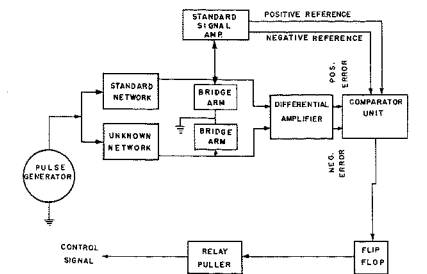 STANDARD
SIGNAL
AMP.
POSITIVE REFERENCE
NEGATIVE REFERENCE
STANDARD
NETWORK
BRIDGE
ARM
POS.
ERROR
DIFFERENTIAL
AMPLIFIER
COMPARATOR
UNIT
UNKNOWN
NETWORK
BRIDGE
ARM
NEG.
ERROR
PULSE
GENERATOR
CONTROL
SIGNAL
RELAY
PULLER
FLIP
FLOP